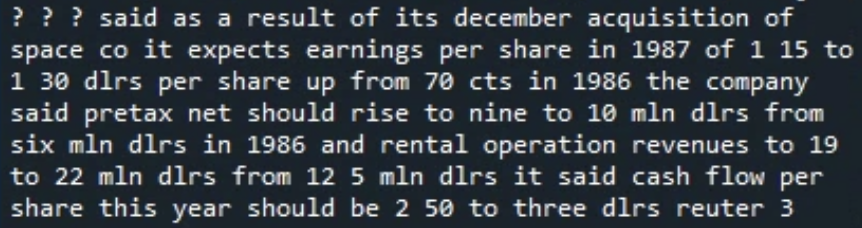 ? ? ? said as a result of its december acquisition of
space co it expects earnings per share in 1987 of 1 15 to
1 30 dlrs per share up from 70 cts in 1986 the company
said pretax net should rise to nine to 10 mln dlrs from
six mln dlrs in 1986 and rental operation revenues to 19
to 22 mln dlrs from 12 5 mln dlrs it said cash flow per
share this year should be 2 50 to three dlrs reuter 3